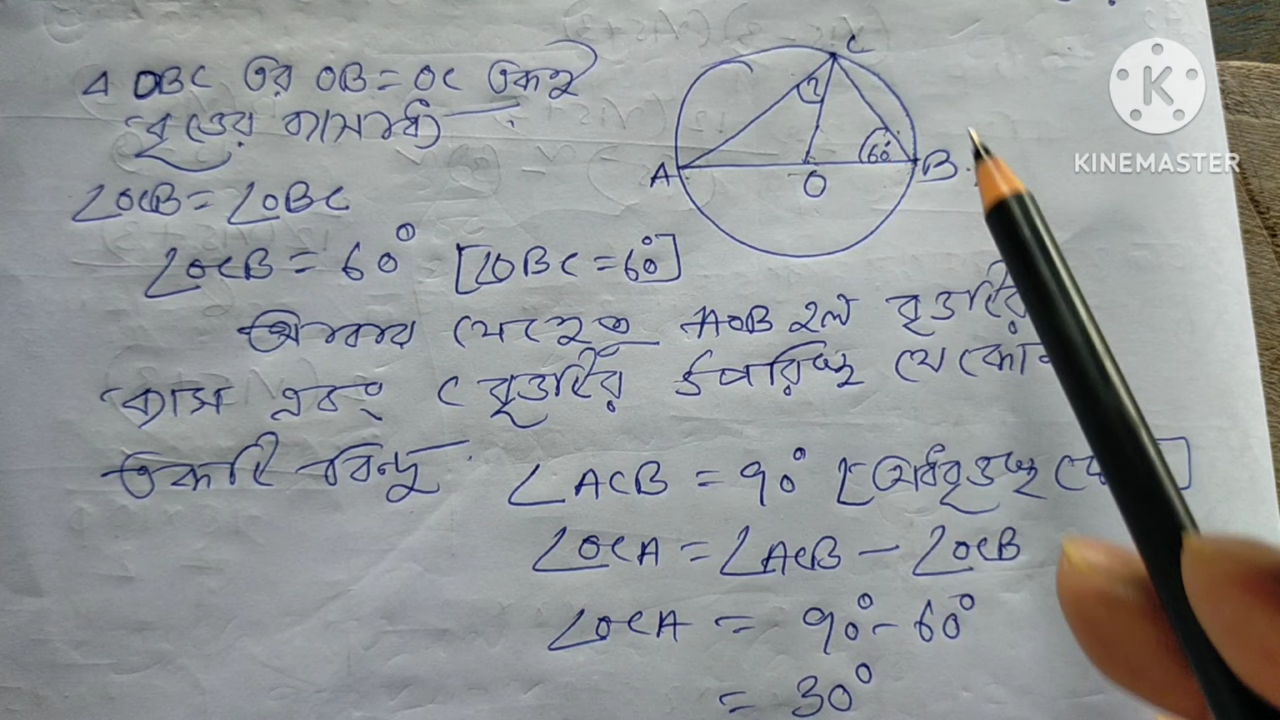 Δ OBC এর OB = OC একই
বৃত্তের ব্যাসার্ধ
∠OCB = ∠OBC
∠OCB = 60° [∠OBC = 60°]
আবার যেহেতু AOB হল বৃত্তটির
ব্যাস এবং C বৃত্তটির উপরিস্থ যেকোন
একটি বিন্দু.
∠ACB = 90° [অর্ধবৃত্তস্থ ]
∠OCA = ∠ACB - ∠OCB
∠OCA = 90° - 60°
= 30°
C
?
60°
A
O
B
K
KINEMASTER